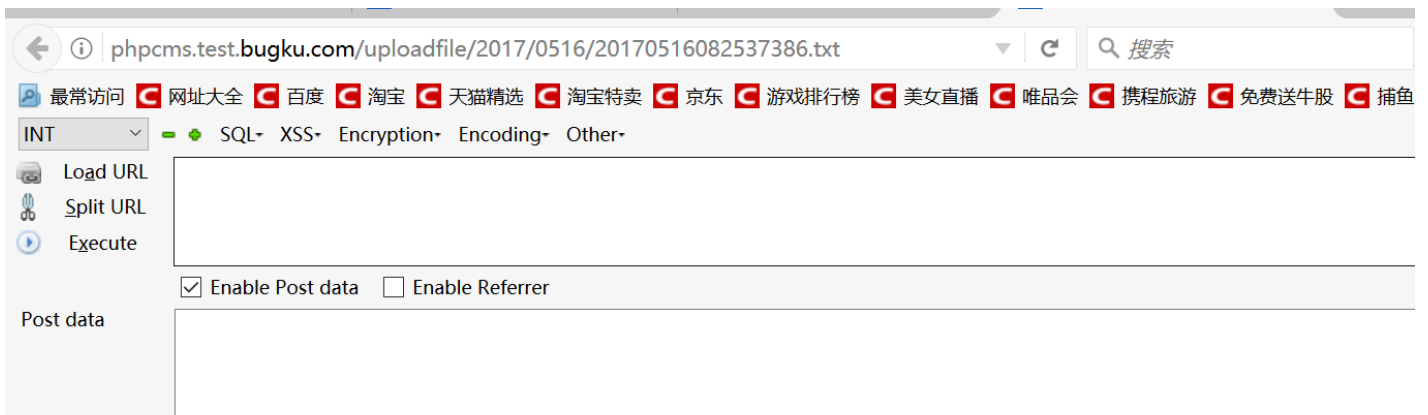 phpcms.test.bugku.com/uploadfile/2017/0516/20170516082537386.txt 搜索
最常访问 网址大全 百度 淘宝 天猫精选 淘宝特卖 京东 游戏排行榜 美女直播 唯品会 携程旅游 免费送牛股 捕鱼
INT SQL XSS Encryption Encoding Other
Load URL
Split URL
Execute
Enable Post data Enable Referrer
Post data